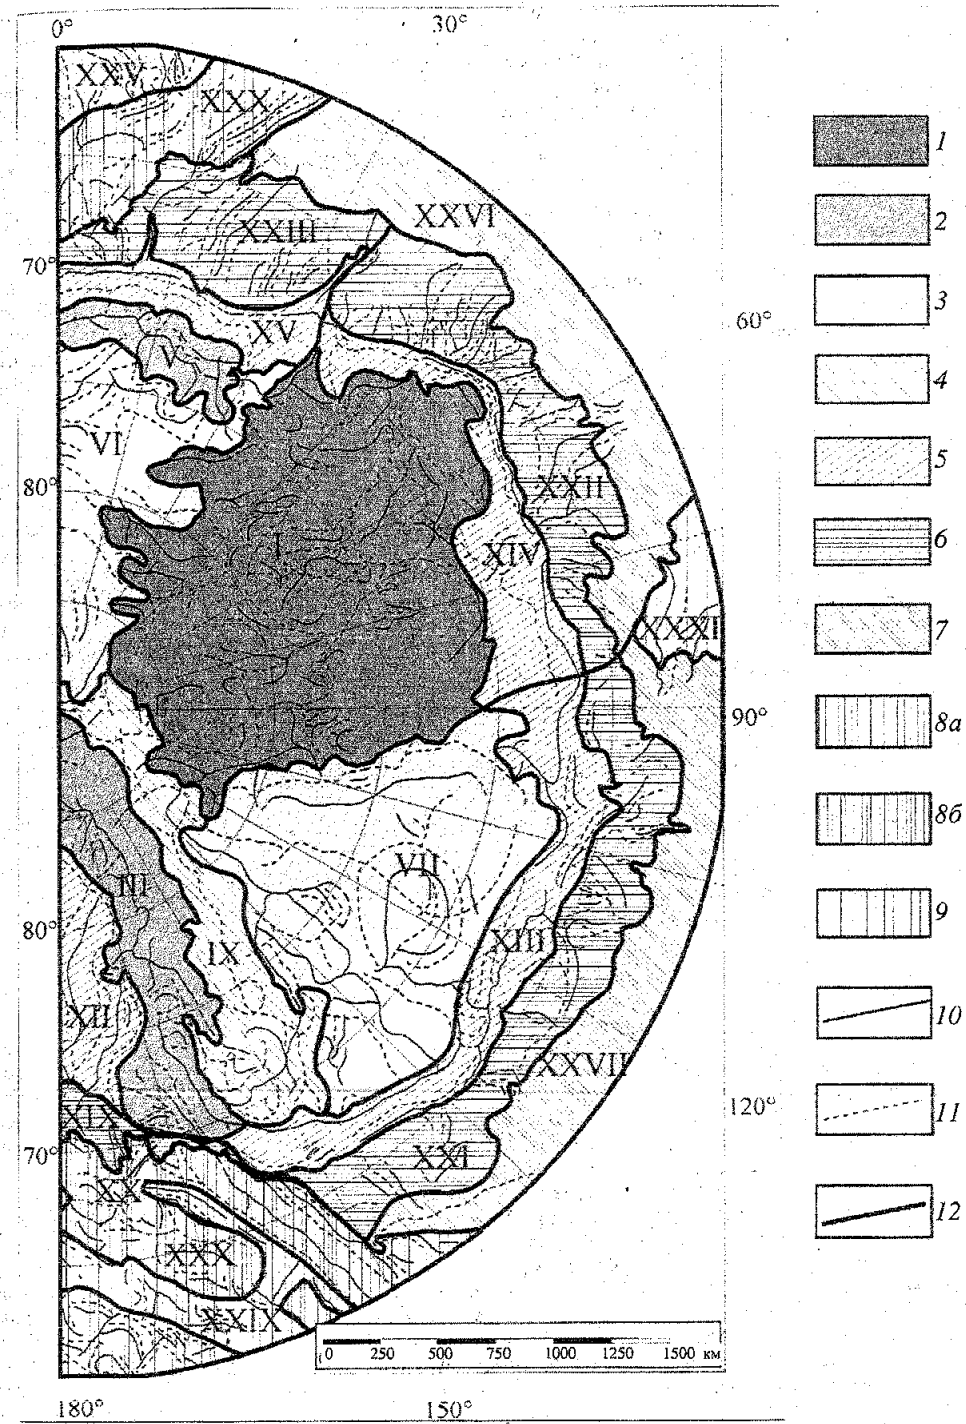 0° 30°
XXV
XXX
1
2
XXVI
XXIII
70°
3
60°
XV
V
4
VI
5
80°
XXII
6
I
XIV
XXXI
7
90°
8а
8б
VII
III
9
80°
IX
XIII
XII
10
XXVII
120°
11
XIX
70°
XXI
XX
12
XXX
XXIX
0 250 500 750 1000 1250 1500 км
180° 150°